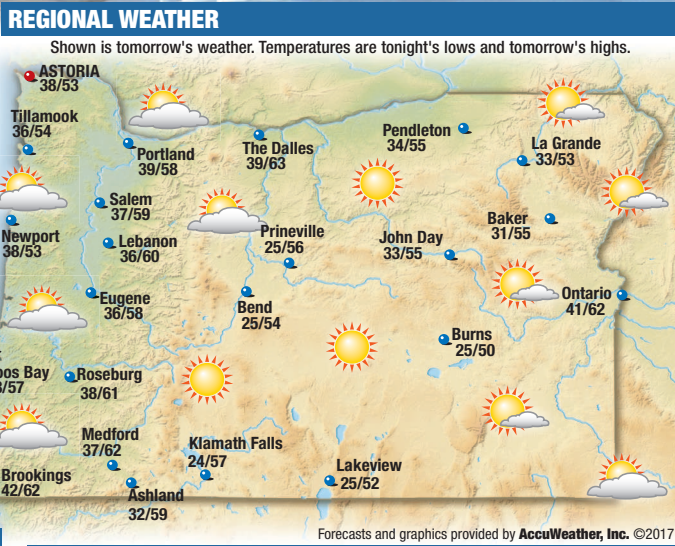 REGIONAL WEATHER
Shown is tomorrow's weather. Temperatures are tonight's lows and tomorrow's highs.
ASTORIA
38/53
Tillamook
36/54
Portland
39/58
The Dalles
39/63
Pendleton
34/55
La Grande
33/53
Salem
37/59
Newport
38/53
Lebanon
36/60
Prineville
25/56
John Day
33/55
Baker
31/55
Eugene
36/58
Bend
25/54
Ontario
41/62
Burns
25/50
Bay
/57
Roseburg
38/61
Medford
37/62
Klamath Falls
24/57
Lakeview
25/52
Brookings
42/62
Ashland
32/59
Forecasts and graphics provided by AccuWeather, Inc. ©2017